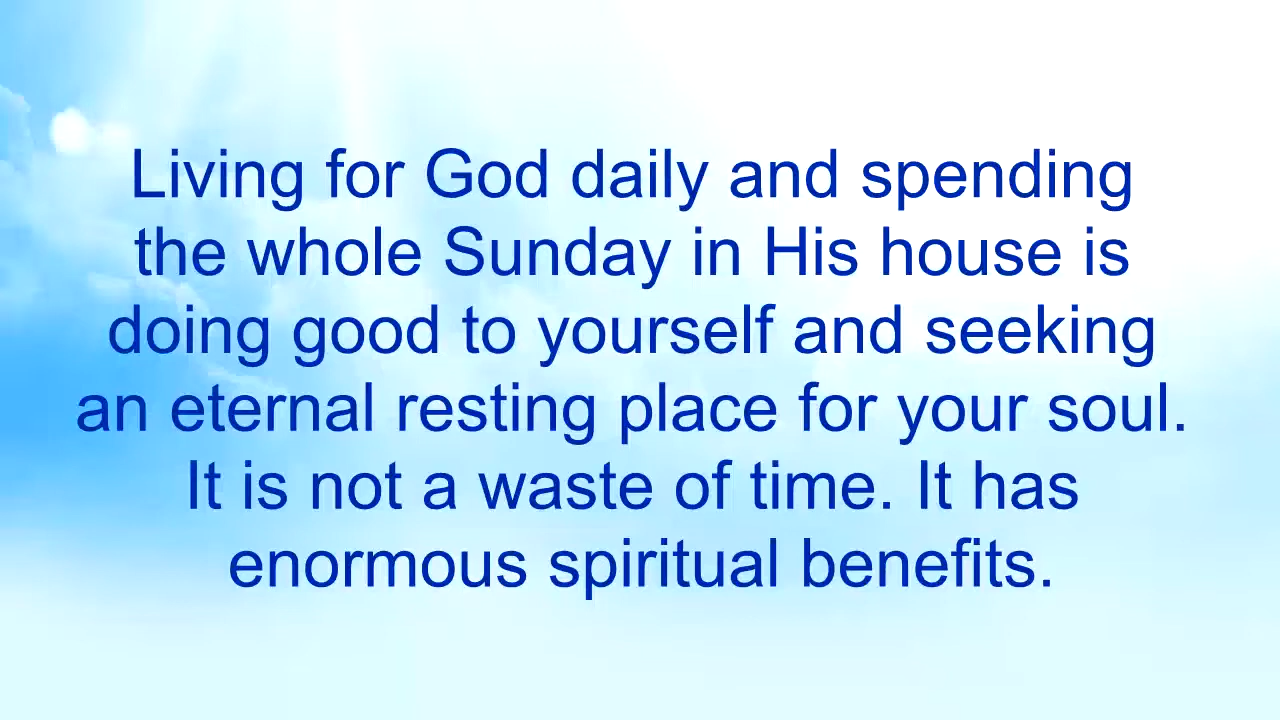 Living for God daily and spending
the whole Sunday in His house is
doing good to yourself and seeking
an eternal resting place for your soul.
It is not a waste of time. It has
enormous spiritual benefits.